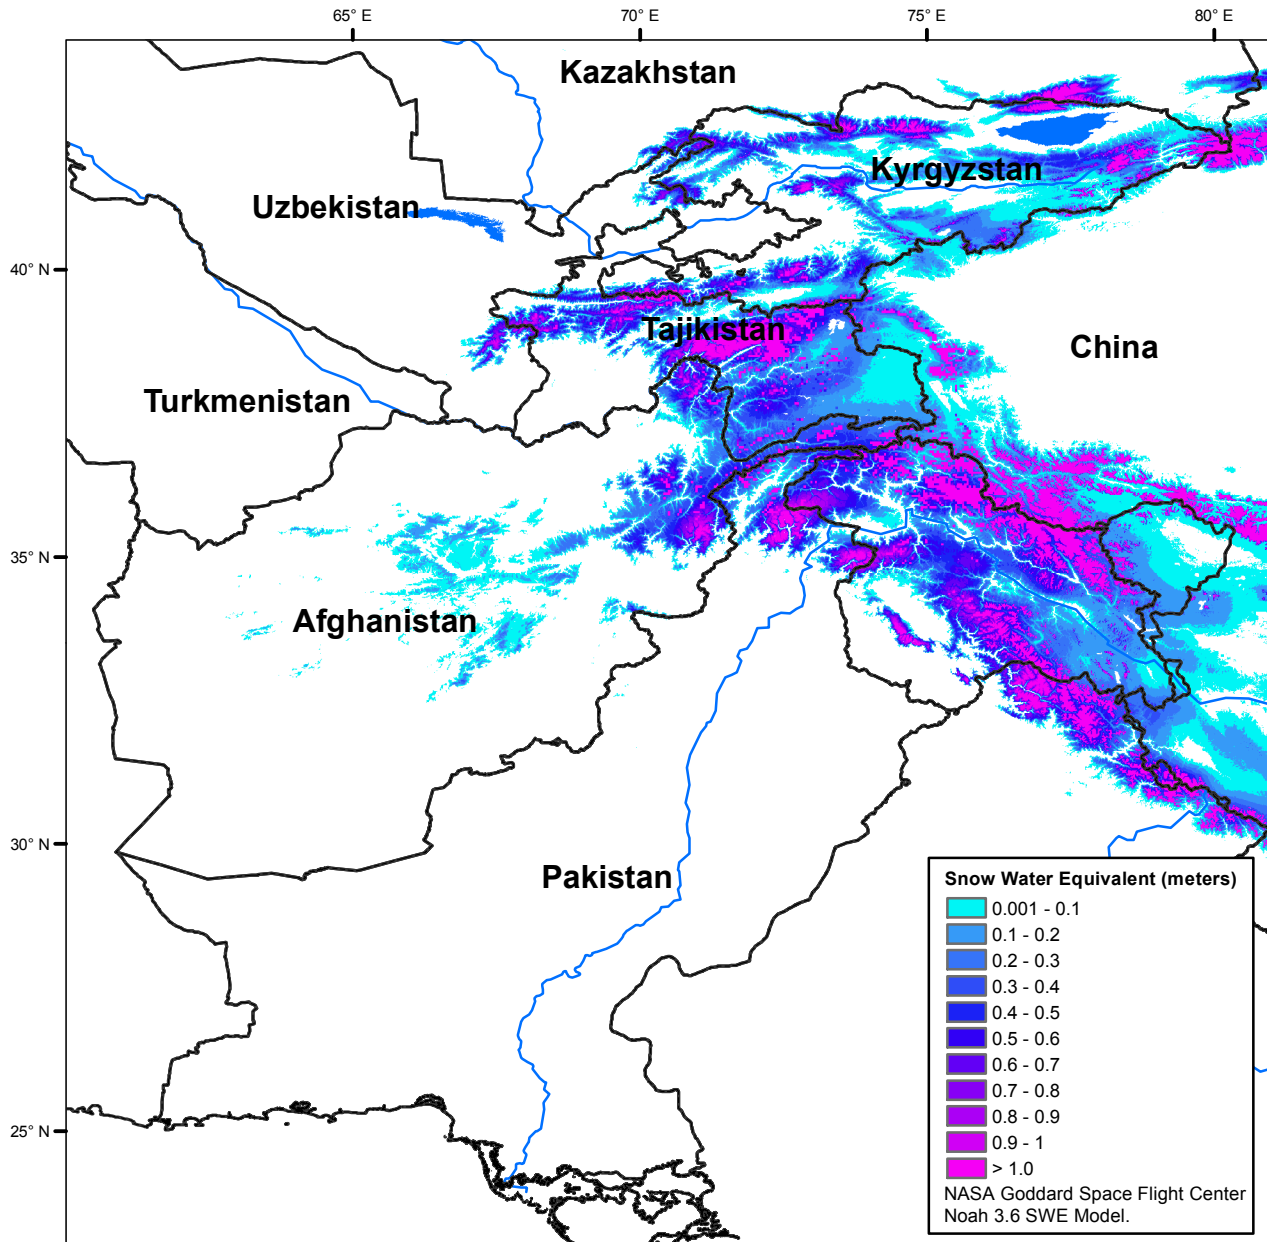 65° E 70° E 75° E 80° E
Kazakhstan
Kyrgyzstan
Uzbekistan
40° N
Tajikistan
China
Turkmenistan
35° N
Afghanistan
30° N
Pakistan
25° N
Snow Water Equivalent (meters)
0.001 - 0.1
0.1 - 0.2
0.2 - 0.3
0.3 - 0.4
0.4 - 0.5
0.5 - 0.6
0.6 - 0.7
0.7 - 0.8
0.8 - 0.9
0.9 - 1
> 1.0
NASA Goddard Space Flight Center
Noah 3.6 SWE Model.